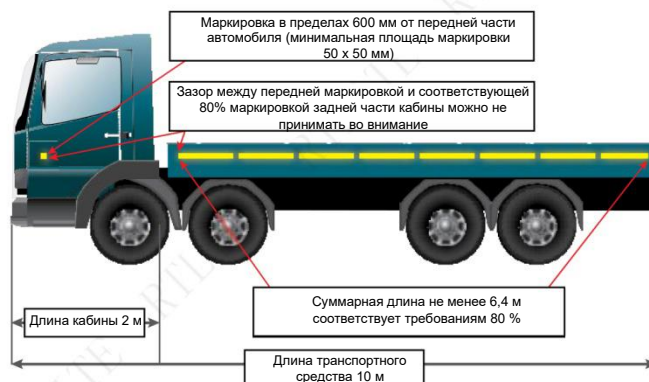 Маркировка в пределах 600 мм от передней части
автомобиля (минимальная площадь маркировки
50 x 50 мм)
Зазор между передней маркировкой и соответствующей
80% маркировкой задней части кабины можно не
принимать во внимание
Суммарная длина не менее 6,4 м
соответствует требованиям 80 %
Длина кабины 2 м
Длина транспортного
средства 10 м